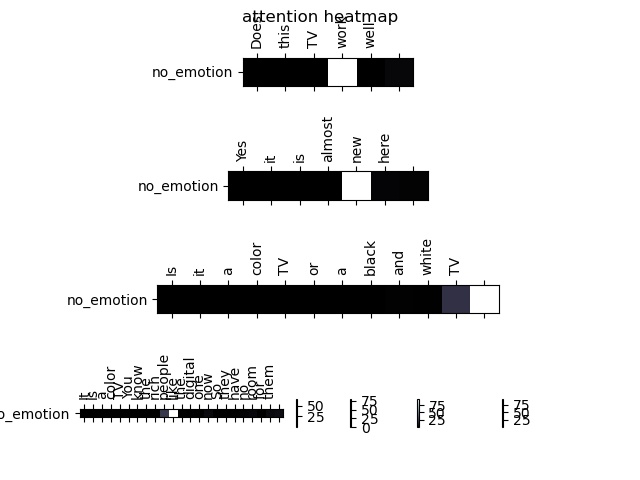 attention heatmap
Does this TV work well
no_emotion
Yes it is almost new here
no_emotion
Is it a color TV or a black and white TV
no_emotion
It is a color TV You know the rich people like the digital one now so they have no room for them
o_emotion
50
25
75
50
25
0
75
50
25
75
50
25